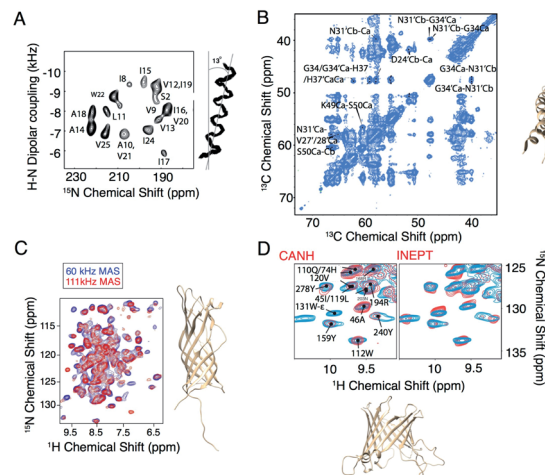 A
H-N Dipolar coupling (kHz)
-10
-9
-8
-7
-6
I8
I15
W22
V12,I19
S2
A18
L11
V9
I16,
V20
A14
V25
A10,
V21
I24
V13
I17
13°
230
210
190
15N Chemical Shift (ppm)
B
13C Chemical Shift (ppm)
30
40
50
60
70
N31'Cb-G34'Ca
N31'Cb-Ca
N31'Cb-G34Ca
D24'Cb-Ca
G34/G34'Ca-H37
/H37'CaCa
G34Ca-N31'Cb
G34'Ca-N31'Cb
K49Ca-S50Ca
N31'Ca-
V27'/28'Ca
S50Ca-Cb
70
60
50
40
13C Chemical Shift (ppm)
C
60 kHz MAS
111kHz MAS
15N Chemical Shift (ppm)
110
115
120
125
130
9.5
8.5
7.5
6.5
1H Chemical Shift (ppm)
D
CANH
INEPT
110Q/74H
120V
278Y
45I/119L
131W-ε
194R
46A
159Y
240Y
112W
125
130
135
15N Chemical Shift (ppm)
10
9.5
10
9.5
1H Chemical Shift (ppm)